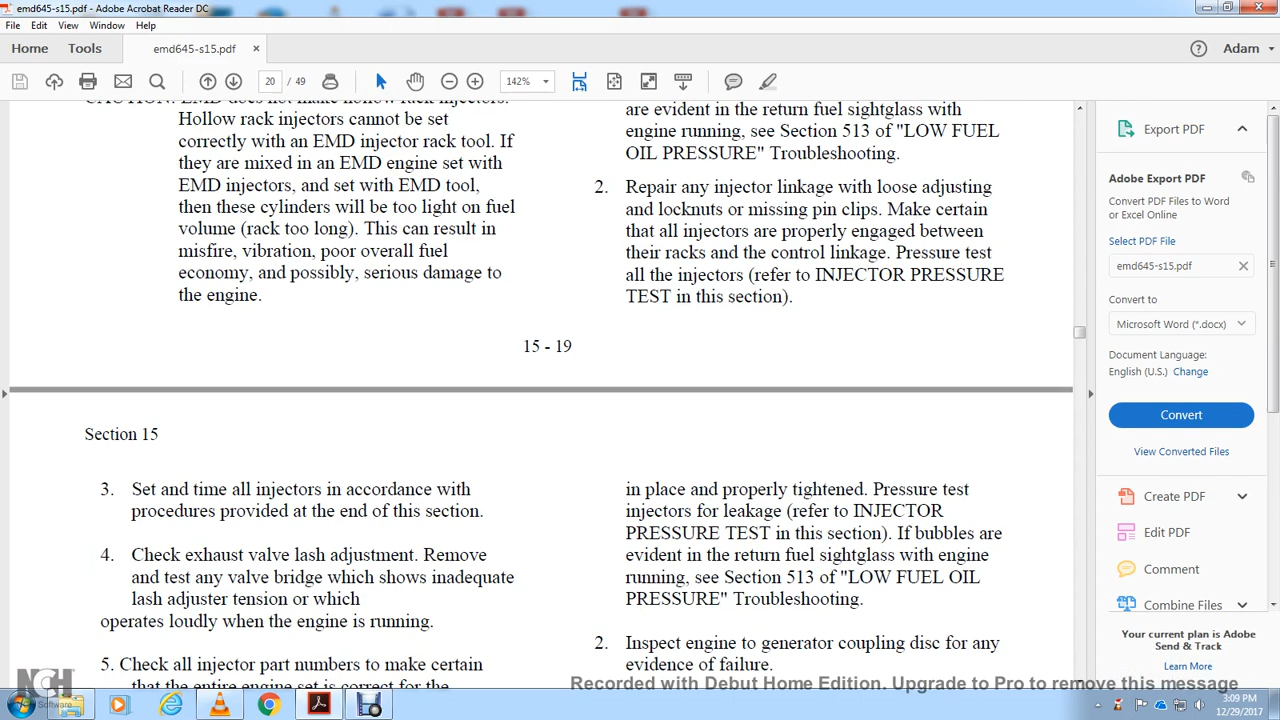 emd645-s15.pdf - Adobe Acrobat Reader DC
File Edit View Window Help
Home Tools emd645-s15.pdf × Adam
20 / 49 142%
CAUTION: EMD does not make hollow rack injectors.
Hollow rack injectors cannot be set
correctly with an EMD injector rack tool. If
they are mixed in an EMD engine set with
EMD injectors, and set with EMD tool,
then these cylinders will be too light on fuel
volume (rack too long). This can result in
misfire, vibration, poor overall fuel
economy, and possibly, serious damage to
the engine.
are evident in the return fuel sightglass with
engine running, see Section 513 of "LOW FUEL
OIL PRESSURE" Troubleshooting.
2. Repair any injector linkage with loose adjusting
and locknuts or missing pin clips. Make certain
that all injectors are properly engaged between
their racks and the control linkage. Pressure test
all the injectors (refer to INJECTOR PRESSURE
TEST in this section).
15 - 19
Section 15
3. Set and time all injectors in accordance with
procedures provided at the end of this section.
4. Check exhaust valve lash adjustment. Remove
and test any valve bridge which shows inadequate
lash adjuster tension or which
operates loudly when the engine is running.
5. Check all injector part numbers to make certain
that the entire engine set is correct for the
in place and properly tightened. Pressure test
injectors for leakage (refer to INJECTOR
PRESSURE TEST in this section). If bubbles are
evident in the return fuel sightglass with engine
running, see Section 513 of "LOW FUEL OIL
PRESSURE" Troubleshooting.
2. Inspect engine to generator coupling disc for any
evidence of failure.
Export PDF
Adobe Export PDF
Convert PDF Files to Word
or Excel Online
Select PDF File
emd645-s15.pdf
Convert to
Microsoft Word (*.docx)
Document Language:
English (U.S.) Change
Convert
View Converted Files
Create PDF
Edit PDF
Comment
Combine Files
Your current plan is Adobe
Send & Track
Learn More
NCH
Software
Recorded with Debut Home Edition. Upgrade to Pro to remove this message
3:09 PM
12/29/2017